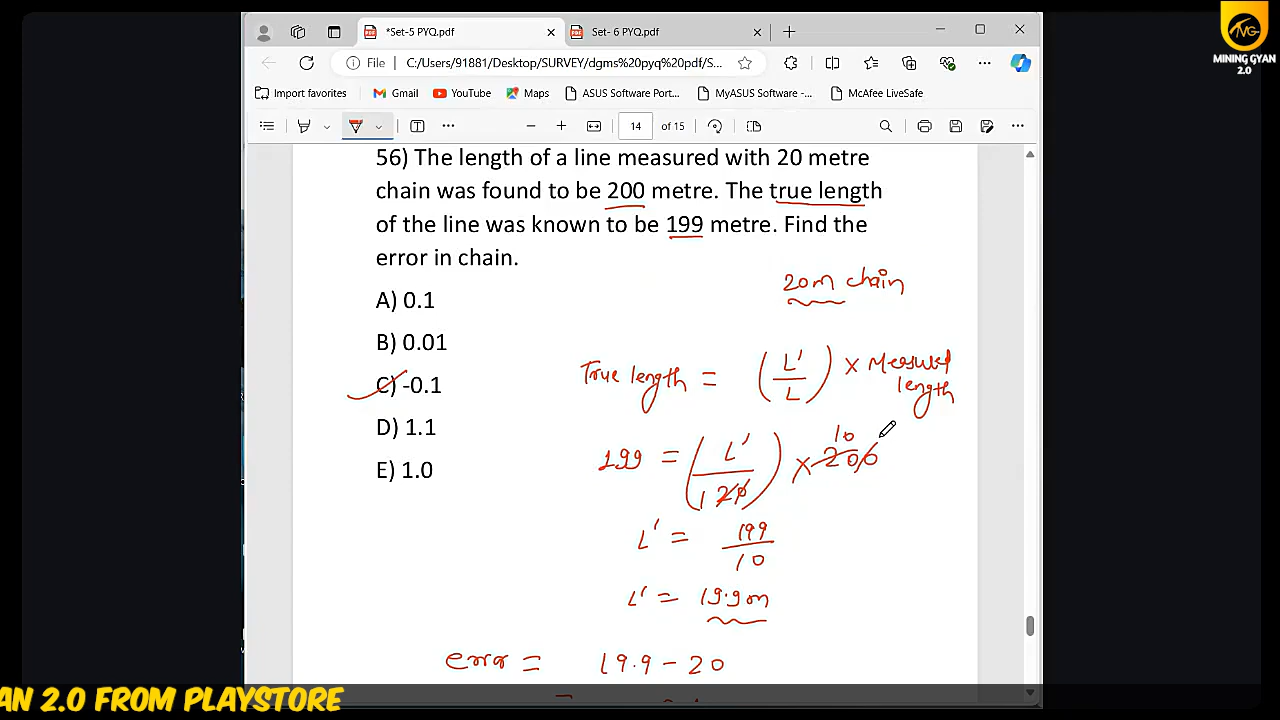 *Set-5 PYQ.pdf
Set- 6 PYQ.pdf
File
C:/Users/91881/Desktop/SURVEY/dgms%20pyq%20pdf/S...
Import favorites
Gmail
YouTube
Maps
ASUS Software Port...
MyASUS Software -...
McAfee LiveSafe
14 of 15
MINING GYAN
2.0
56) The length of a line measured with 20 metre
chain was found to be 200 metre. The true length
of the line was known to be 199 metre. Find the
error in chain.
20m chain
A) 0.1
B) 0.01
C) -0.1
D) 1.1
E) 1.0
True length = (L'/L) × Measured
length
10
199 = (L'/1 20) × 200
L' = 199/10
L' = 19.9m
error = 19.9 - 20
AN 2.0 FROM PLAYSTORE